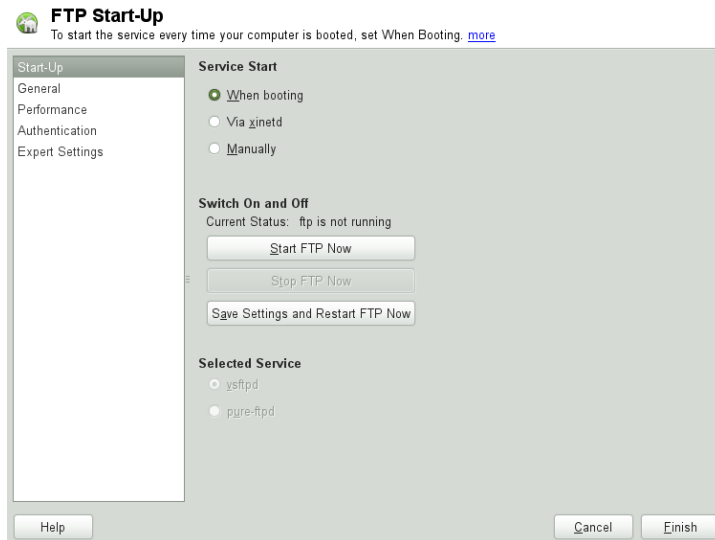 FTP Start-Up
To start the service every time your computer is booted, set When Booting. more
Start-Up
General
Performance
Authentication
Expert Settings
Service Start
When booting
Via xinetd
Manually
Switch On and Off
Current Status: ftp is not running
Start FTP Now
Stop FTP Now
Save Settings and Restart FTP Now
Selected Service
vsftpd
pure-ftpd
Help
Cancel
Finish